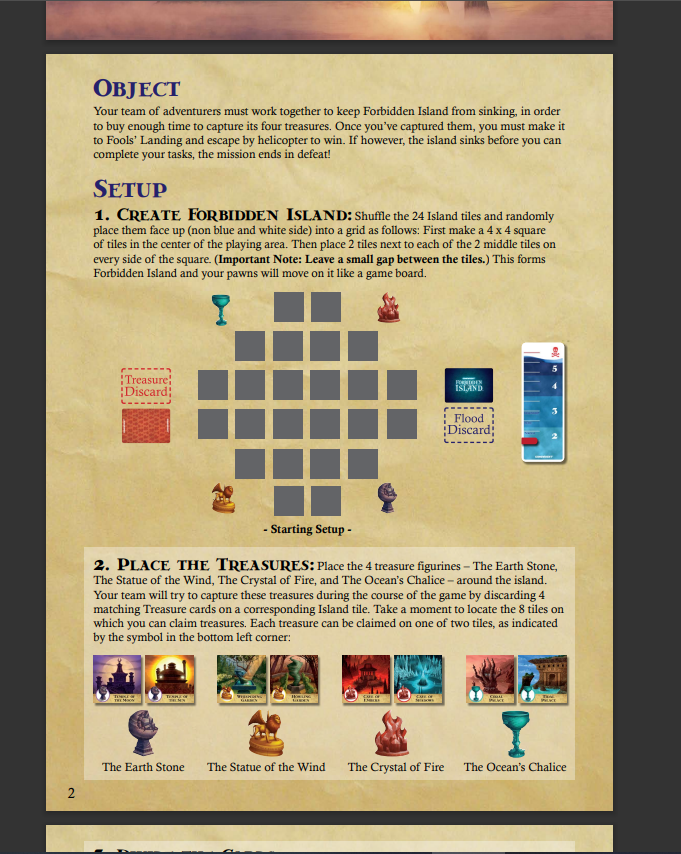 OBJECT
Your team of adventurers must work together to keep Forbidden Island from sinking, in order
to buy enough time to capture its four treasures. Once you've captured them, you must make it
to Fools' Landing and escape by helicopter to win. If however, the island sinks before you can
complete your tasks, the mission ends in defeat!
SETUP
1. CREATE FORBIDDEN ISLAND: Shuffle the 24 Island tiles and randomly
place them face up (non blue and white side) into a grid as follows: First make a 4 x 4 square
of tiles in the center of the playing area. Then place 2 tiles next to each of the 2 middle tiles on
every side of the square. (Important Note: Leave a small gap between the tiles.) This forms
Forbidden Island and your pawns will move on it like a game board.
Treasure
Discard
FORBIDDEN
ISLAND
Flood
Discard
5
4
3
2
- Starting Setup -
2. PLACE THE TREASURES: Place the 4 treasure figurines – The Earth Stone,
The Statue of the Wind, The Crystal of Fire, and The Ocean's Chalice – around the island.
Your team will try to capture these treasures during the course of the game by discarding 4
matching Treasure cards on a corresponding Island tile. Take a moment to locate the 8 tiles on
which you can claim treasures. Each treasure can be claimed on one of two tiles, as indicated
by the symbol in the bottom left corner:
TEMPLE OF
THE MOON
TEMPLE OF
THE SUN
WHISPERING
GARDEN
HOWLING
GARDEN
CAVE OF
EMBERS
CAVE OF
SHADOWS
CORAL
PALACE
TIDAL
PALACE
The Earth Stone
The Statue of the Wind
The Crystal of Fire
The Ocean's Chalice
2